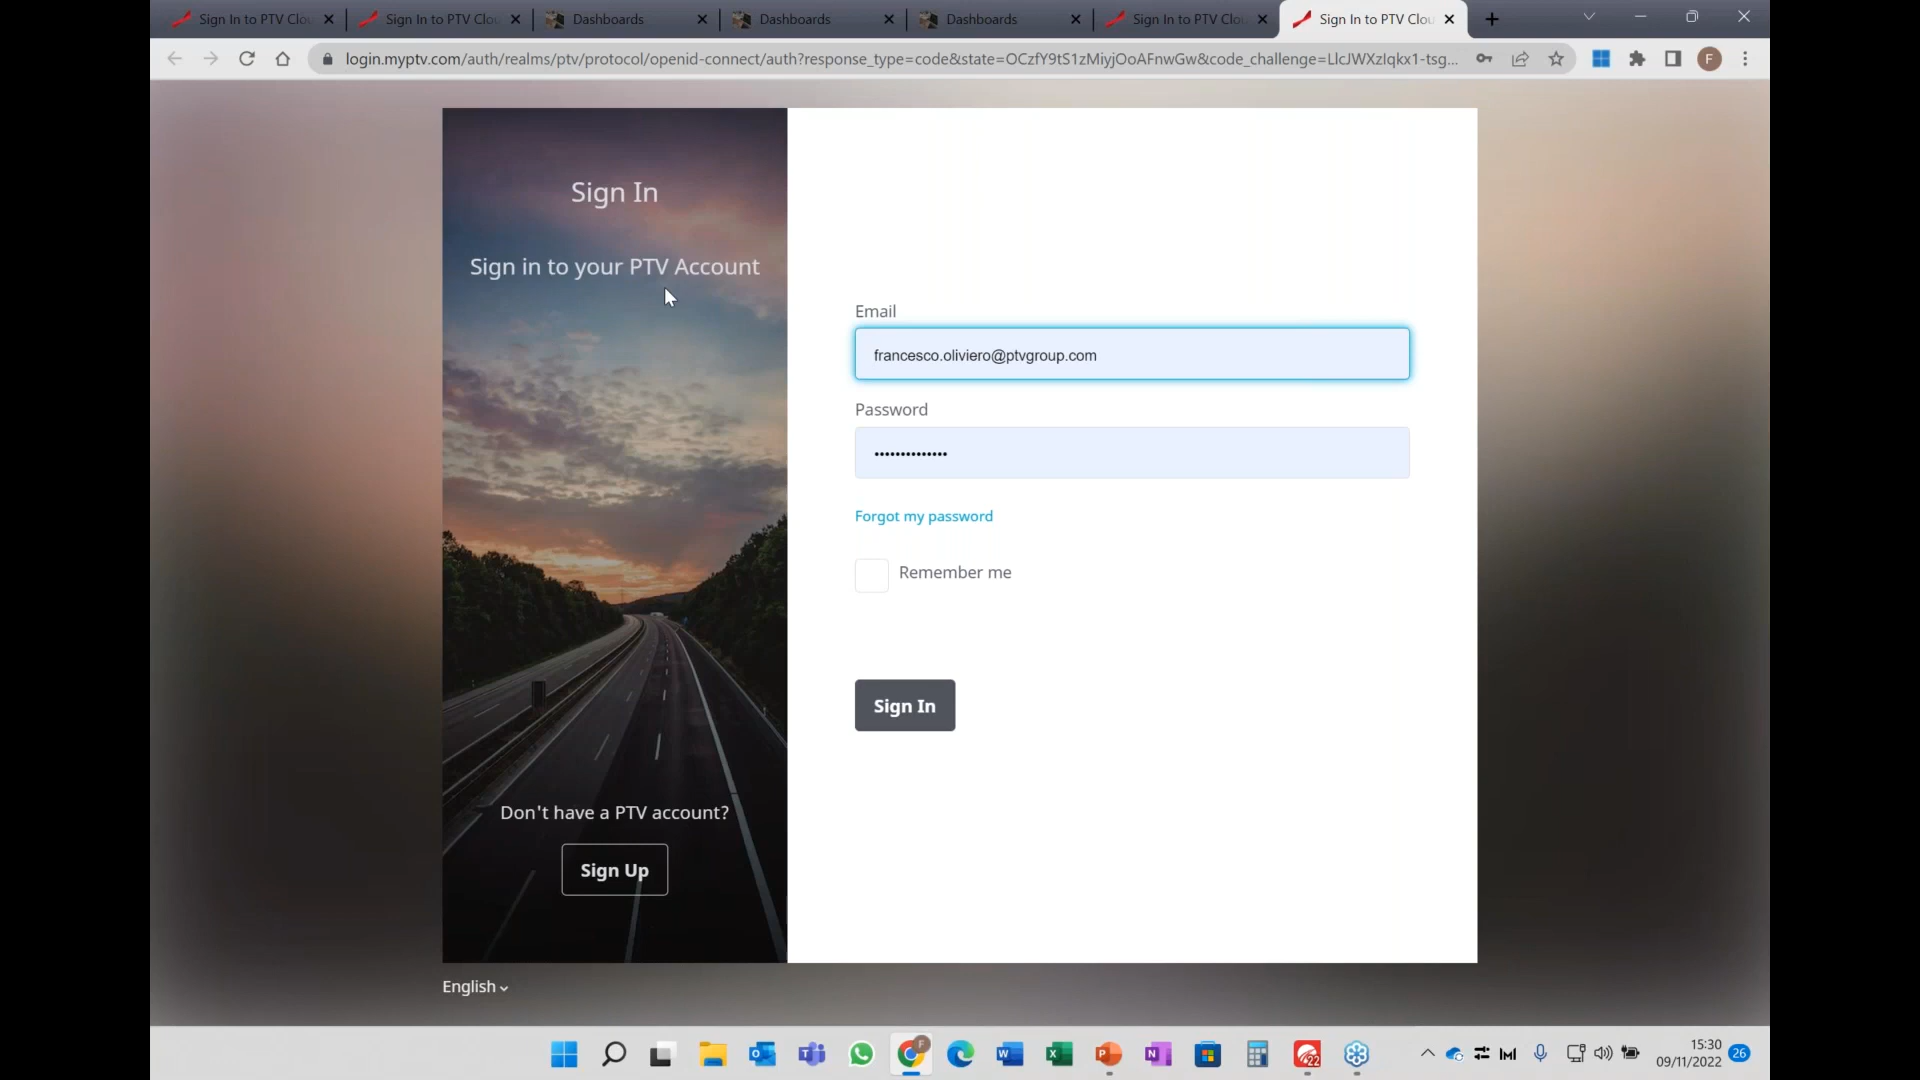 Sign In to PTV Clou
Sign In to PTV Clou
Dashboards
Dashboards
Dashboards
Sign In to PTV Clou
Sign In to PTV Clou
login.myptv.com/auth/realms/ptv/protocol/openid-connect/auth?response_type=code&state=OCzfY9tS1zMiyjOoAFnwGw&code_challenge=LlcJWXzIqkx1-tsg...
F
Sign In
Sign in to your PTV Account
Email
francesco.oliviero@ptvgroup.com
Password
••••••••••••••
Forgot my password
Remember me
Sign In
Don't have a PTV account?
Sign Up
English
F
22
15:30
09/11/2022
26